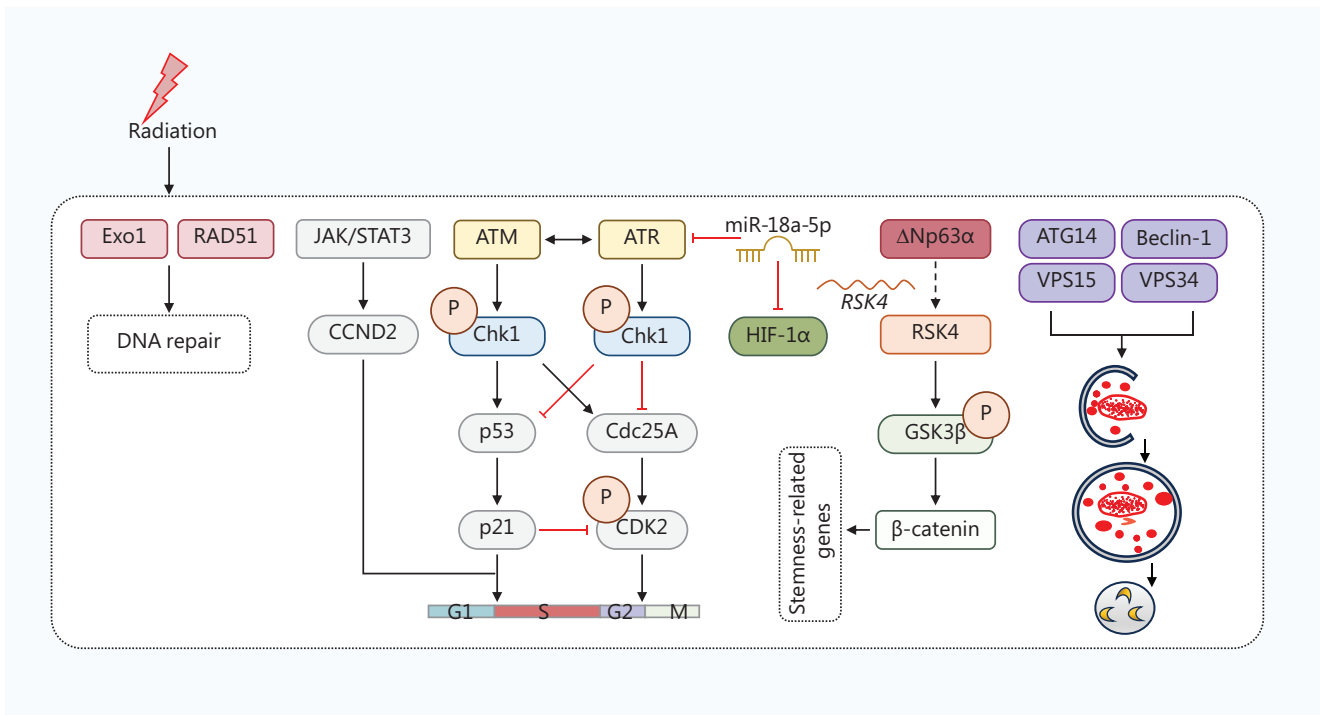 Radiation
Exo1
RAD51
JAK/STAT3
ATM
ATR
miR-18a-5p
ΔNp63α
ATG14
Beclin-1
VPS15
VPS34
RSK4
P
Chk1
P
Chk1
DNA repair
CCND2
HIF-1α
RSK4
p53
Cdc25A
GSK3β
P
p21
P
CDK2
Stemness-related
genes
β-catenin
G1
S
G2
M